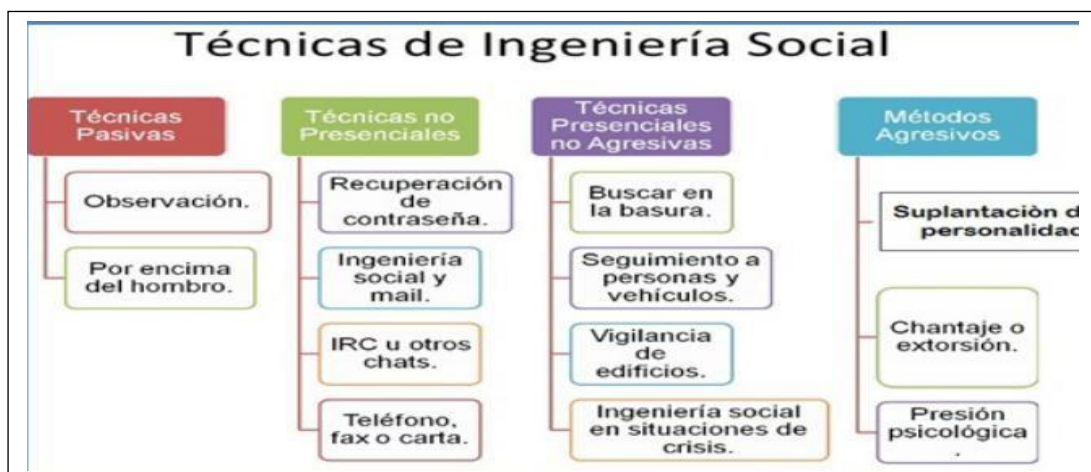 Técnicas de Ingeniería Social
Técnicas
Pasivas
Observación.
Por encima
del hombro.
Técnicas no
Presenciales
Recuperación
de
contraseña.
Ingeniería
social y
mail.
IRC u otros
chats.
Teléfono,
fax o carta.
Técnicas
Presenciales
no Agresivas
Buscar en
la basura.
Seguimiento a
personas y
vehículos.
Vigilancia
de
edificios.
Ingeniería social
en situaciones de
crisis.
Métodos
Agresivos
Suplantaciòn d
personalidad
Chantaje o
extorsión.
Presión
psicológica
.